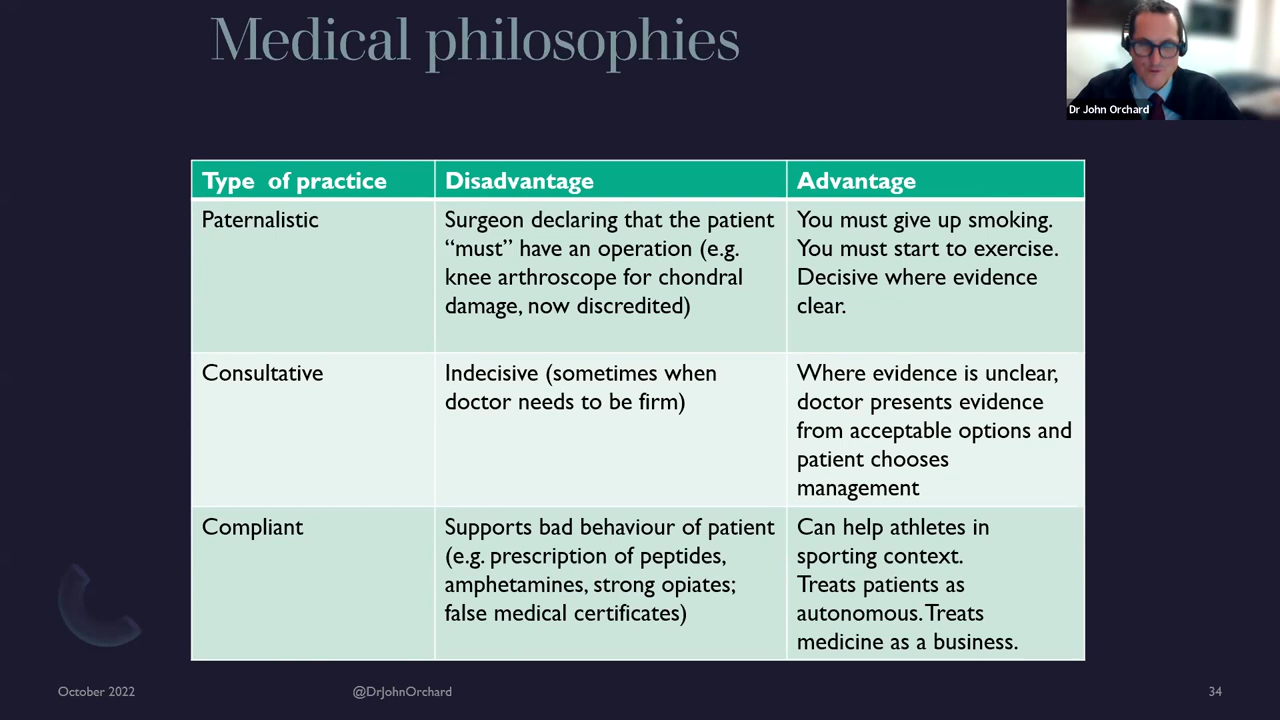 Medical philosophies
Dr John Orchard
Type of practice
Disadvantage
Advantage
Paternalistic
Surgeon declaring that the patient
“must” have an operation (e.g.
knee arthroscope for chondral
damage, now discredited)
You must give up smoking.
You must start to exercise.
Decisive where evidence
clear.
Consultative
Indecisive (sometimes when
doctor needs to be firm)
Where evidence is unclear,
doctor presents evidence
from acceptable options and
patient chooses
management
Compliant
Supports bad behaviour of patient
(e.g. prescription of peptides,
amphetamines, strong opiates;
false medical certificates)
Can help athletes in
sporting context.
Treats patients as
autonomous. Treats
medicine as a business.
October 2022
@DrJohnOrchard
34